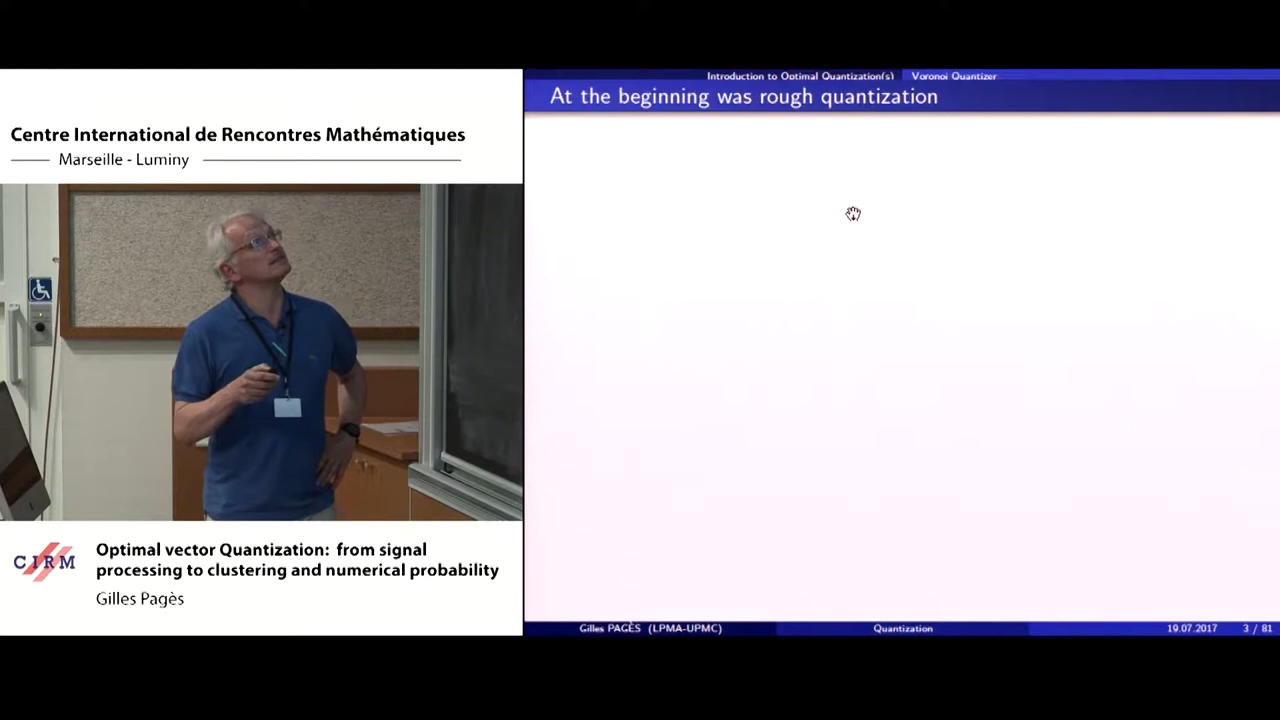 Centre International de Rencontres Mathématiques
Marseille - Luminy
CIRM
Optimal vector Quantization: from signal
processing to clustering and numerical probability
Gilles Pagès
Introduction to Optimal Quantization(s) Voronoi Quantizer
At the beginning was rough quantization
Gilles PAGÈS (LPMA-UPMC) Quantization 19.07.2017 3 / 81